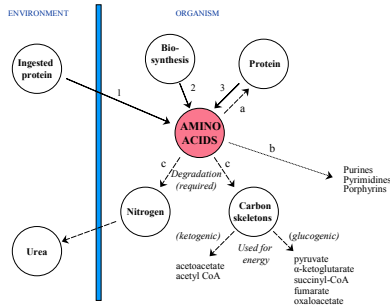 ENVIRONMENT
ORGANISM
Ingested
protein
Bio-
synthesis
Protein
1
2
3
a
AMINO
ACIDS
b
c
c
Degradation
(required)
Purines
Pyrimidines
Porphyrins
Nitrogen
Carbon
skeletons
Urea
(ketogenic)
Used for
energy
(glucogenic)
acetoacetate
acetyl CoA
pyruvate
α-ketoglutarate
succinyl-CoA
fumarate
oxaloacetate